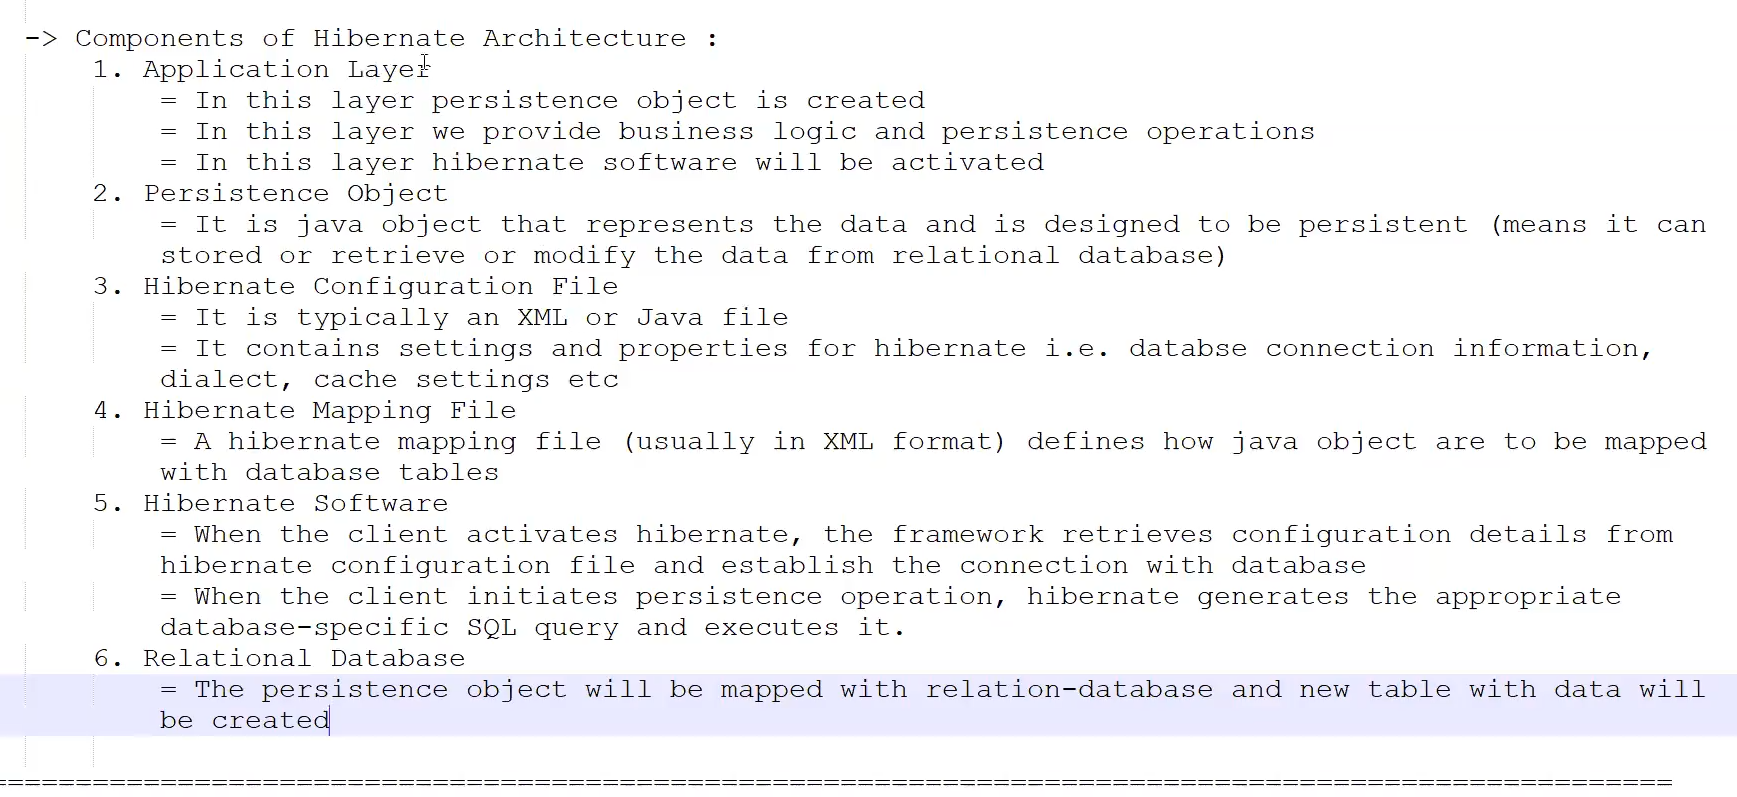 -> Components of Hibernate Architecture :
1. Application Layer
= In this layer persistence object is created
= In this layer we provide business logic and persistence operations
= In this layer hibernate software will be activated
2. Persistence Object
= It is java object that represents the data and is designed to be persistent (means it can
stored or retrieve or modify the data from relational database)
3. Hibernate Configuration File
= It is typically an XML or Java file
= It contains settings and properties for hibernate i.e. databse connection information,
dialect, cache settings etc
4. Hibernate Mapping File
= A hibernate mapping file (usually in XML format) defines how java object are to be mapped
with database tables
5. Hibernate Software
= When the client activates hibernate, the framework retrieves configuration details from
hibernate configuration file and establish the connection with database
= When the client initiates persistence operation, hibernate generates the appropriate
database-specific SQL query and executes it.
6. Relational Database
= The persistence object will be mapped with relation-database and new table with data will
be created